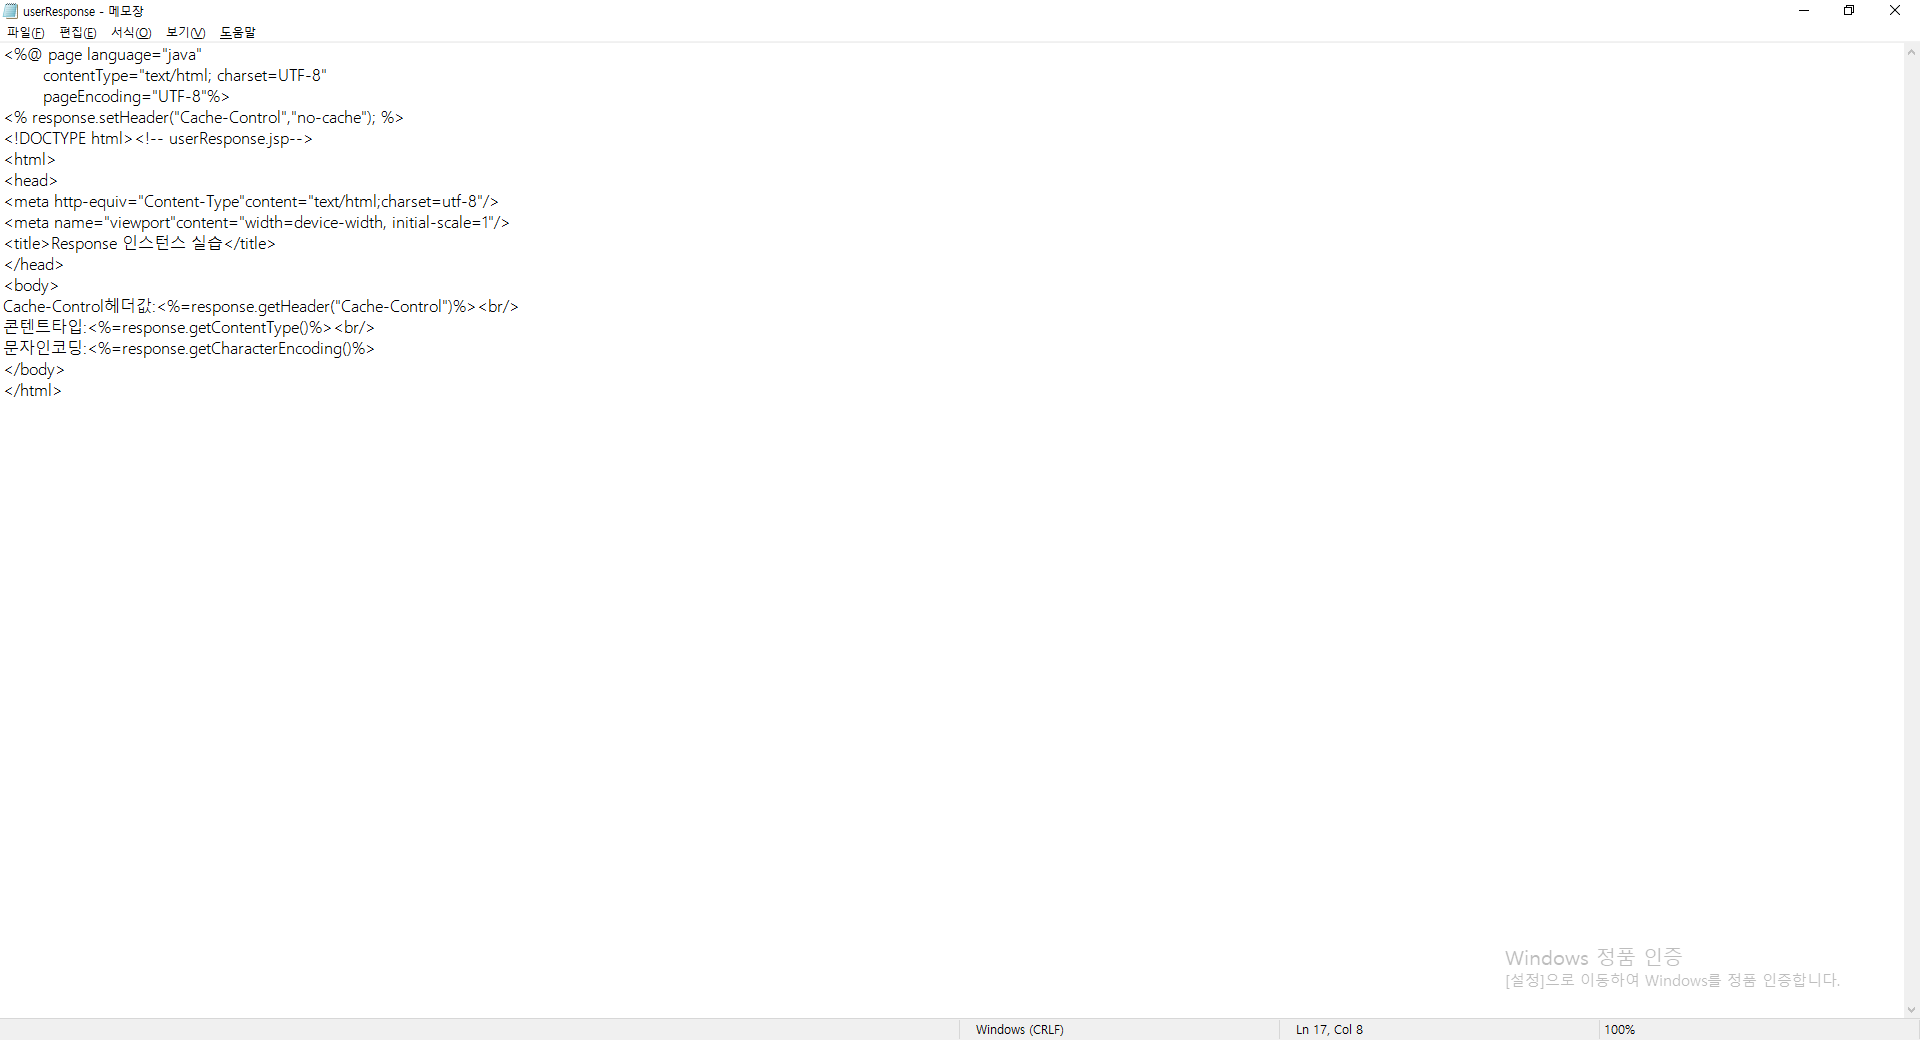 userResponse - 메모장
파일(F) 편집(E) 서식(O) 보기(V) 도움말
<%@ page language="java"
contentType="text/html; charset=UTF-8"
pageEncoding="UTF-8"%>
<% response.setHeader("Cache-Control","no-cache"); %>
<!DOCTYPE html><!-- userResponse.jsp-->
<html>
<head>
<meta http-equiv="Content-Type"content="text/html;charset=utf-8"/>
<meta name="viewport"content="width=device-width, initial-scale=1"/>
<title>Response 인스턴스 실습</title>
</head>
<body>
Cache-Control헤더값:<%=response.getHeader("Cache-Control")%><br/>
콘텐트타입:<%=response.getContentType()%><br/>
문자인코딩:<%=response.getCharacterEncoding()%>
</body>
</html>
Windows 정품 인증
[설정]으로 이동하여 Windows를 정품 인증합니다.
Windows (CRLF) Ln 17, Col 8 100%